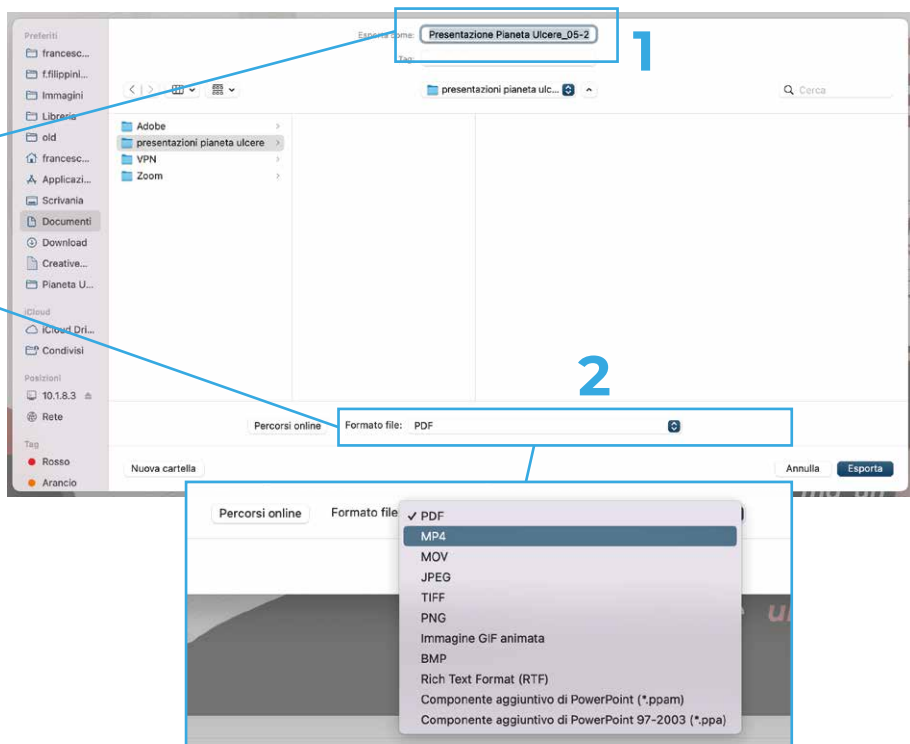 Preferiti
Esporta come: Presentazione Pianeta Ulcere_05-2
1
francesc...
Tag:
f.filippini...
Immagini
presentazioni pianeta ulc...
Cerca
Libreria
old
Adobe
presentazioni pianeta ulcere
francesc...
VPN
Applicazi...
Zoom
Scrivania
Documenti
Download
Creative...
Pianeta U...
iCloud
iCloud Dri...
Condivisi
Posizioni
2
10.1.8.3
Rete
Percorsi online Formato file: PDF
Tag
Rosso
Nuova cartella Annulla Esporta
Arancio
Percorsi online Formato file
✓ PDF
MP4
MOV
JPEG
TIFF
PNG
Immagine GIF animata
BMP
Rich Text Format (RTF)
Componente aggiuntivo di PowerPoint (*.ppam)
Componente aggiuntivo di PowerPoint 97-2003 (*.ppa)